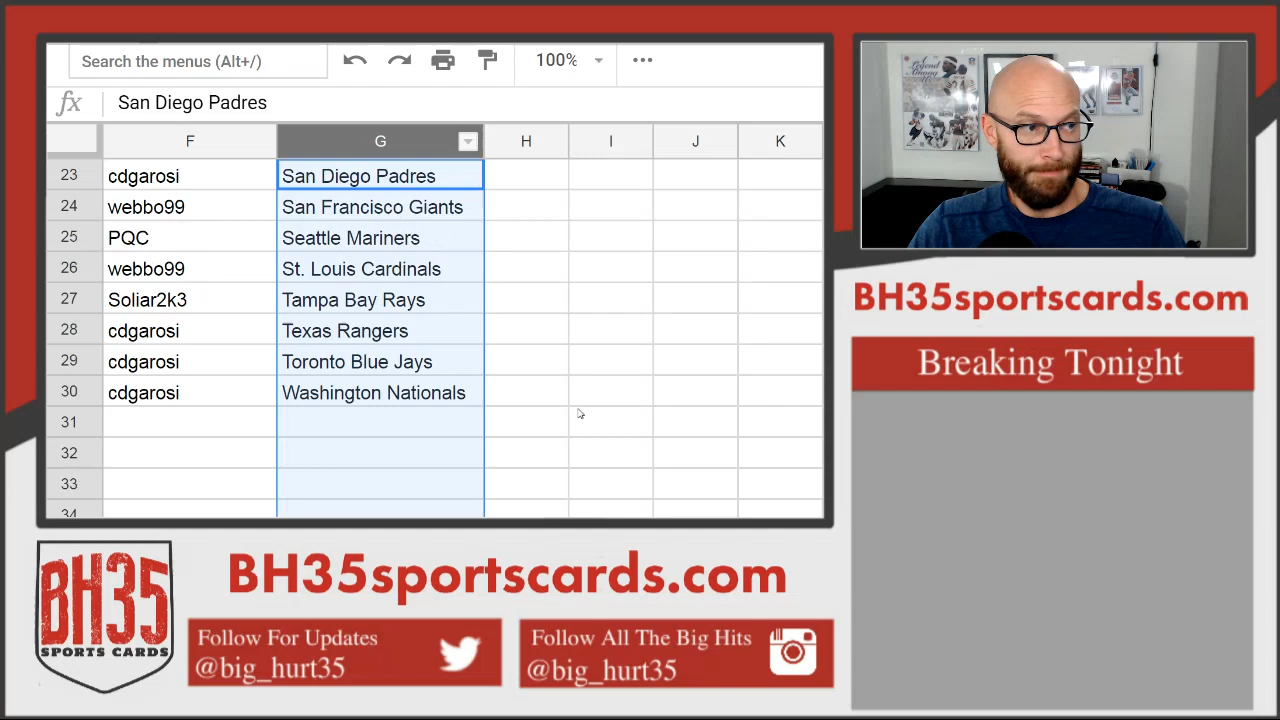 Search the menus (Alt+/)
100%
fx San Diego Padres
F G H I J K
23 cdgarosi San Diego Padres
24 webbo99 San Francisco Giants
25 PQC Seattle Mariners
26 webbo99 St. Louis Cardinals
27 Soliar2k3 Tampa Bay Rays
28 cdgarosi Texas Rangers
29 cdgarosi Toronto Blue Jays
30 cdgarosi Washington Nationals
31
32
33
34
BH35sportscards.com
Breaking Tonight
BH35
SPORTS CARDS
BH35sportscards.com
Follow For Updates
@big_hurt35
Follow All The Big Hits
@big_hurt35